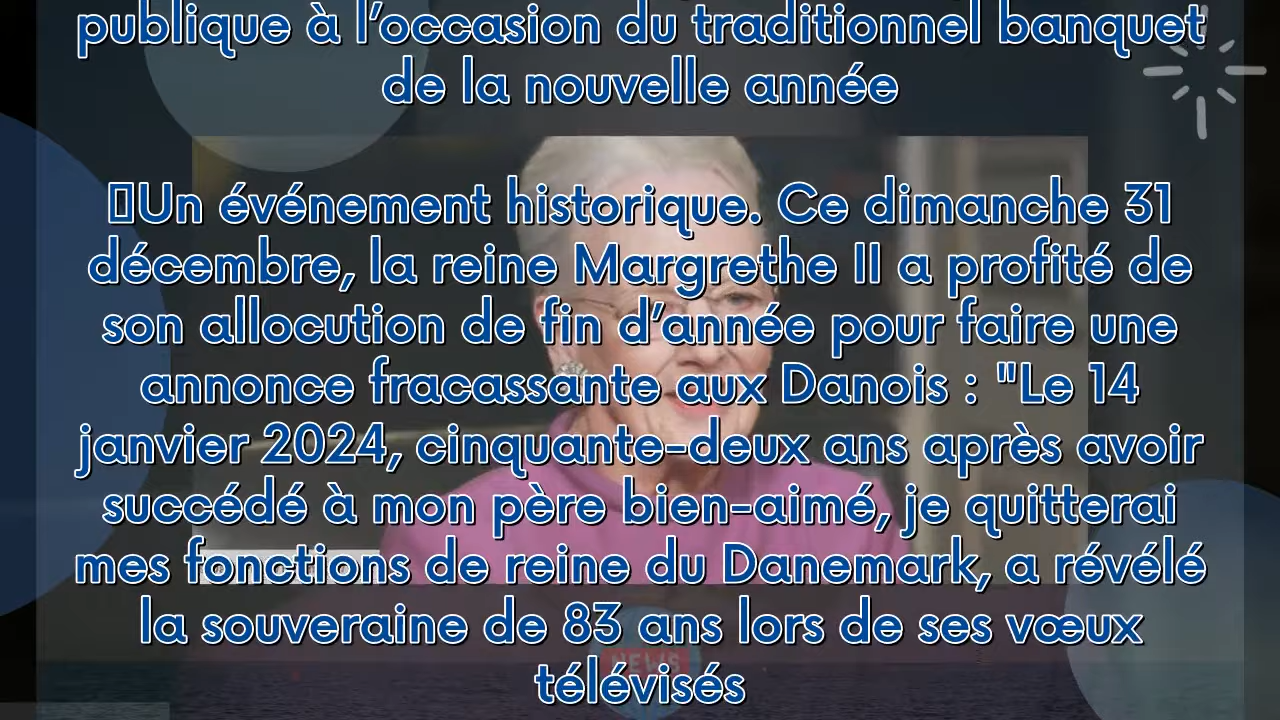 publique à l’occasion du traditionnel banquet
de la nouvelle année
Un événement historique. Ce dimanche 31
décembre, la reine Margrethe II a profité de
son allocution de fin d’année pour faire une
annonce fracassante aux Danois : "Le 14
janvier 2024, cinquante-deux ans après avoir
succédé à mon père bien-aimé, je quitterai
mes fonctions de reine du Danemark, a révélé
la souveraine de 83 ans lors de ses vœux
NEWS
télévisés